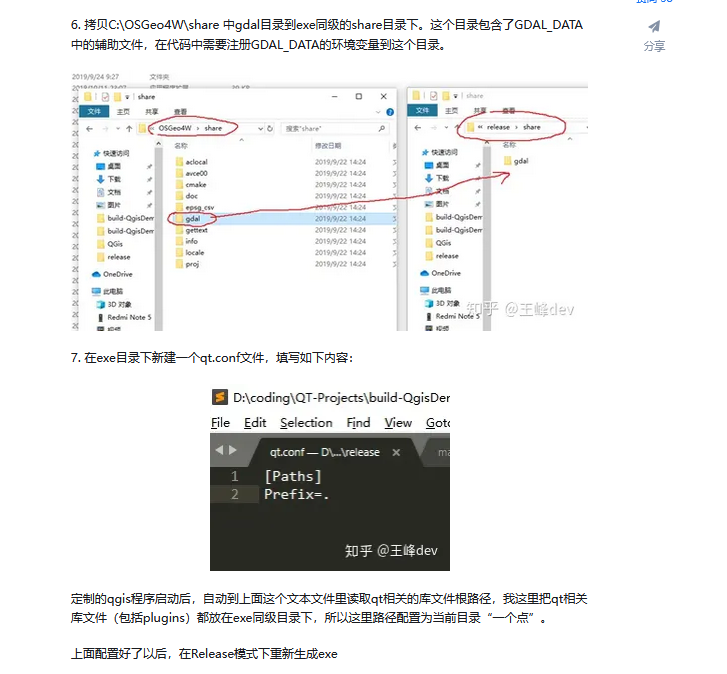 分享
6. 拷贝C:\OSGeo4W\share 中gdal目录到exe同级的share目录下。这个目录包含了GDAL_DATA
中的辅助文件，在代码中需要注册GDAL_DATA的环境变量到这个目录。
2019/9/24 9:27 文件夹
share
文件 主页 共享 查看
« OSGeo4W › share
搜索"share"
名称 修改日期
快速访问
桌面
下载
文档
图片
build-QgisDem
build-QgisDem
QGis
release
OneDrive
此电脑
3D 对象
Redmi Note 5
视频
aclocal 2019/9/22 14:24
avce00 2019/9/22 14:24
cmake 2019/9/22 14:24
doc 2019/9/22 14:24
epsg_csv 2019/9/22 14:24
gdal 2019/9/22 14:24
gettext 2019/9/22 14:24
info 2019/9/22 14:24
locale 2019/9/22 14:24
proj 2019/9/22 14:24
share
文件 主页 共享 查看
« release › share
名称
gdal
快速访问
桌面
下载
文档
图片
build-QgisDem
build-QgisDem
QGis
release
OneDrive
此电脑
3D 对象
Redmi Note 5
视频
知乎 @王峰dev
7. 在exe目录下新建一个qt.conf文件，填写如下内容：
D:\coding\QT-Projects\build-QgisDer
File Edit Selection Find View Goto
qt.conf — D\...\release × ma
1 [Paths]
2 Prefix=.
知乎 @王峰dev
定制的qgis程序启动后，自动到上面这个文本文件里读取qt相关的库文件根路径，我这里把qt相关
库文件（包括plugins）都放在exe同级目录下，所以这里路径配置为当前目录“一个点”。
上面配置好了以后，在Release模式下重新生成exe